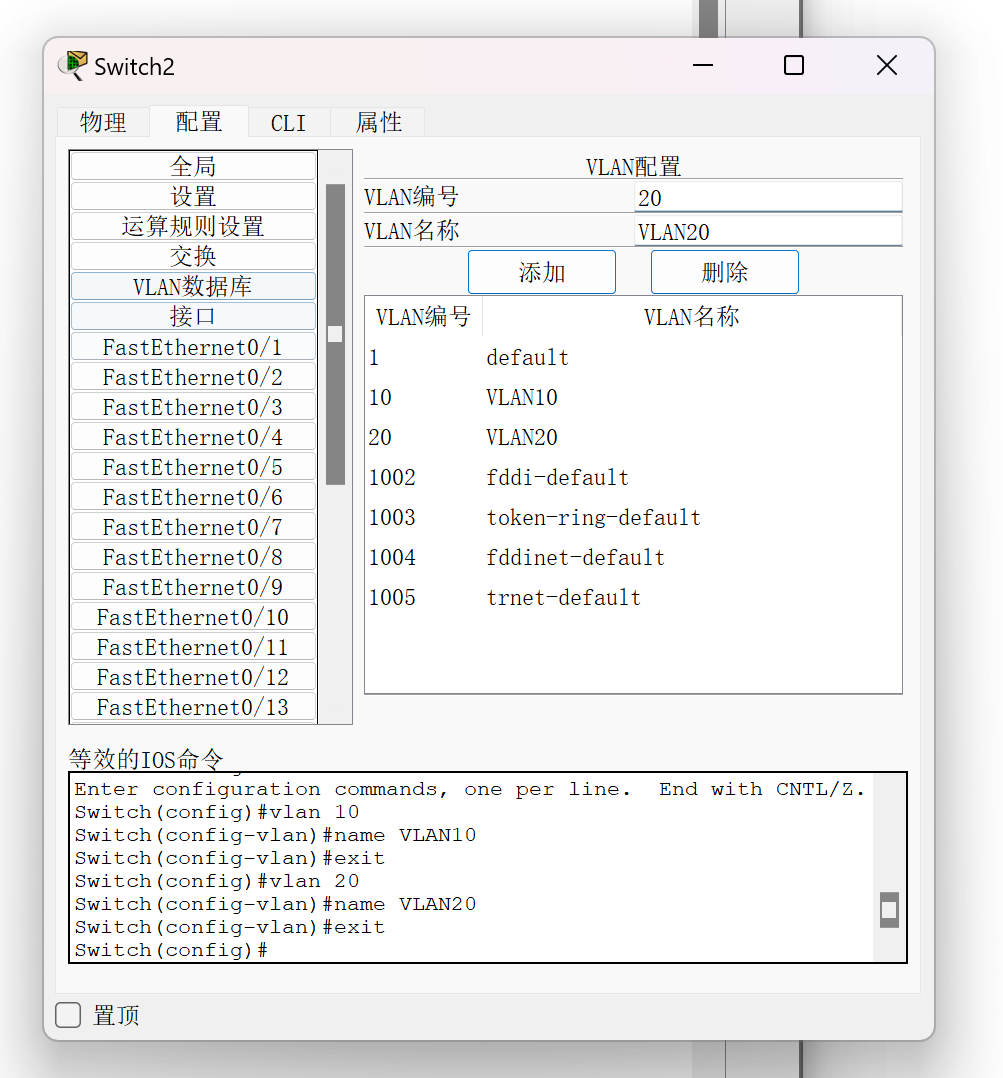 Switch2
物理 配置 CLI 属性
全局
设置
运算规则设置
交换
VLAN数据库
接口
FastEthernet0/1
FastEthernet0/2
FastEthernet0/3
FastEthernet0/4
FastEthernet0/5
FastEthernet0/6
FastEthernet0/7
FastEthernet0/8
FastEthernet0/9
FastEthernet0/10
FastEthernet0/11
FastEthernet0/12
FastEthernet0/13
VLAN配置
VLAN编号 20
VLAN名称 VLAN20
添加 删除
VLAN编号 VLAN名称
1 default
10 VLAN10
20 VLAN20
1002 fddi-default
1003 token-ring-default
1004 fddinet-default
1005 trnet-default
等效的IOS命令
Enter configuration commands, one per line.  End with CNTL/Z.
Switch(config)#vlan 10
Switch(config-vlan)#name VLAN10
Switch(config-vlan)#exit
Switch(config)#vlan 20
Switch(config-vlan)#name VLAN20
Switch(config-vlan)#exit
Switch(config)#
置顶